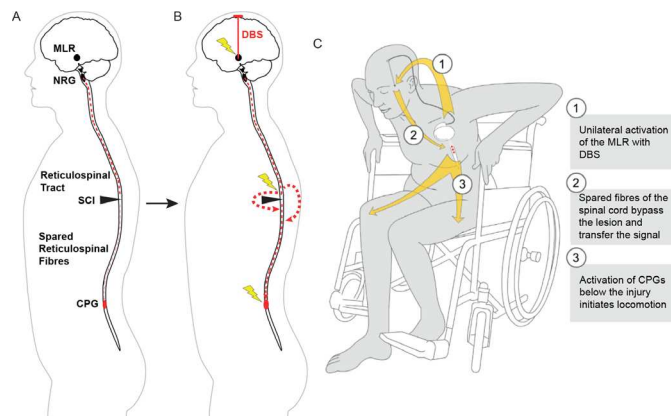 A
MLR
NRG
Reticulospinal
Tract
SCI
Spared
Reticulospinal
Fibres
CPG
B
DBS
C
1
2
3
1
Unilateral activation
of the MLR with
DBS
2
Spared fibres of the
spinal cord bypass
the lesion and
transfer the signal
3
Activation of CPGs
below the injury
initiates locomotion